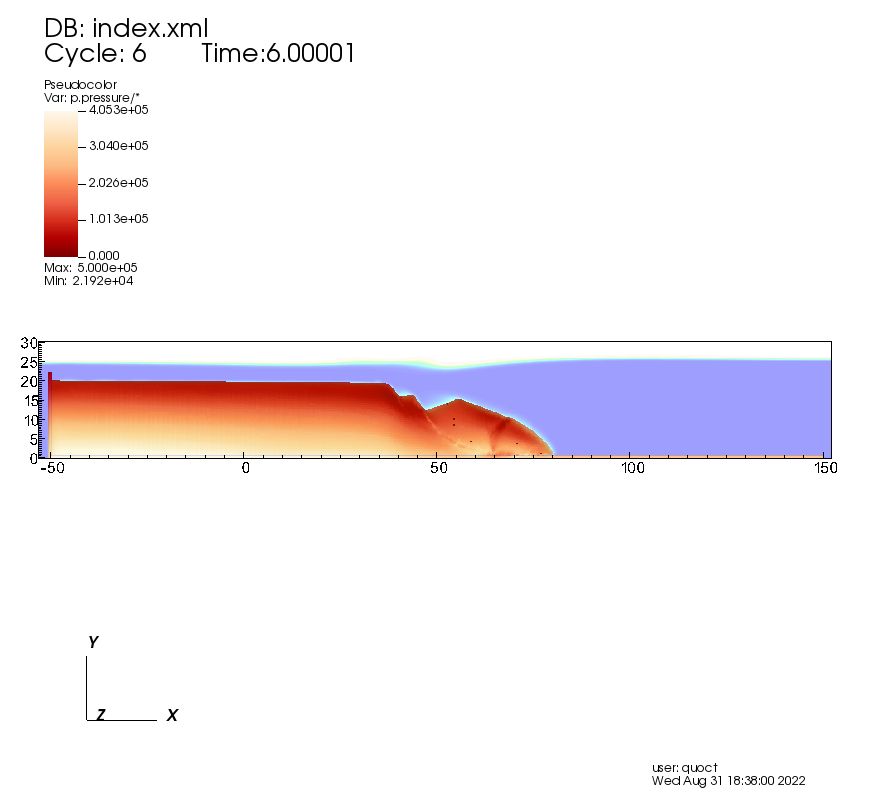 DB: index.xml
Cycle: 6 Time:6.00001
Pseudocolor
Var: p.pressure/*
4.053e+05
3.040e+05
2.026e+05
1.013e+05
0.000
Max: 5.000e+05
Min: 2.192e+04
30
25
20
15
10
5
0
-50 0 50 100 150
Y
Z X
user: quoct
Wed Aug 31 18:38:00 2022